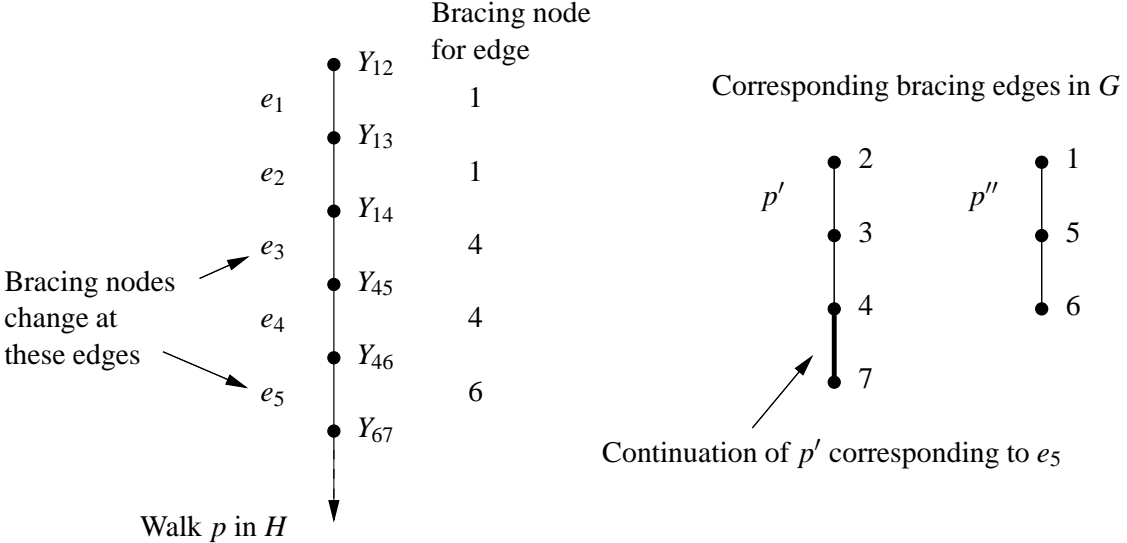 Bracing node
for edge
Y₁₂
e₁
1
Y₁₃
e₂
1
Y₁₄
e₃
4
Y₄₅
e₄
4
Y₄₆
e₅
6
Y₆₇
Bracing nodes
change at
these edges
Walk p in H
Corresponding bracing edges in G
p′
2
3
4
7
p″
1
5
6
Continuation of p′ corresponding to e₅